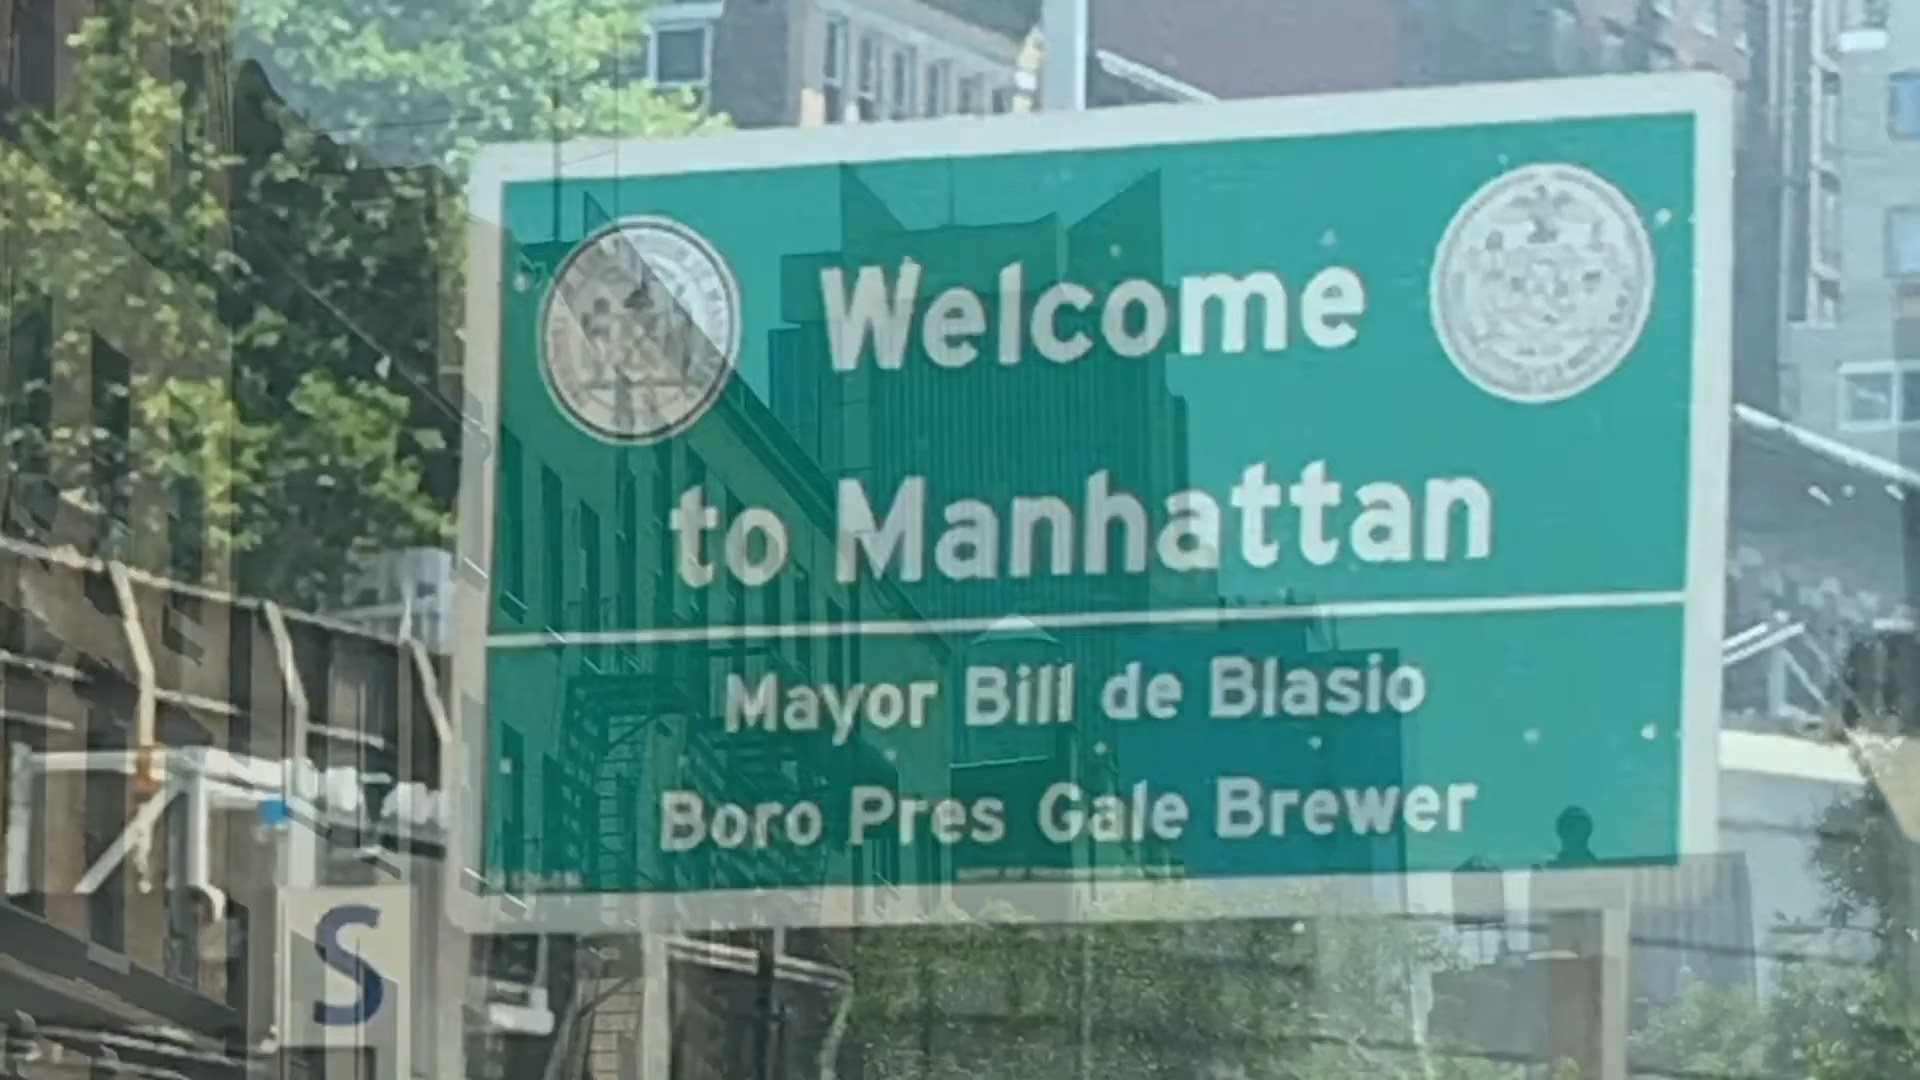 Welcome
to Manhattan
Mayor Bill de Blasio
Boro Pres Gale Brewer
S